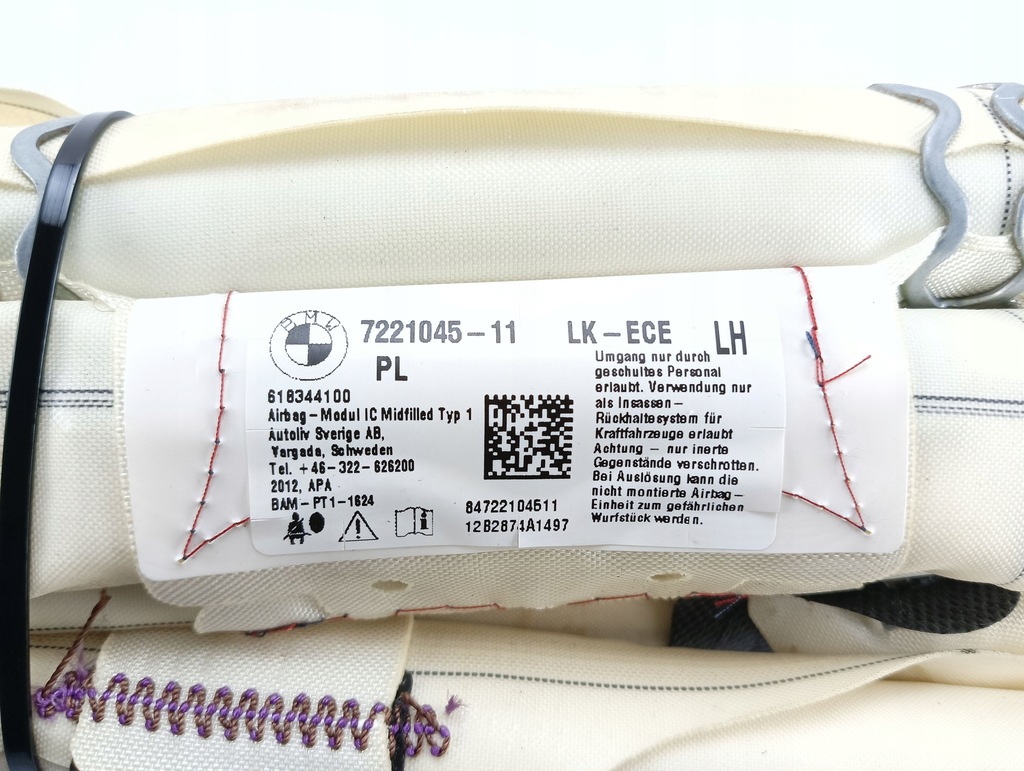 BMW
7221045-11 LK-ECE LH
PL
618344100
Airbag-Modul IC Midfilled Typ 1
Autoliv Sverige AB,
Vargada, Schweden
Tel. +46-322-626200
2012, APA
BAM-PT1-1624
Umgang nur durch
geschultes Personal
erlaubt. Verwendung nur
als Insassen-
Rückhaltesystem für
Kraftfahrzeuge erlaubt
Achtung - nur inerte
Gegenstände verschrotten.
Bei Auslösung kann die
nicht montierte Airbag-
Einheit zum gefährlichen
Wurfstück werden.
84722104511
12B2874A1497